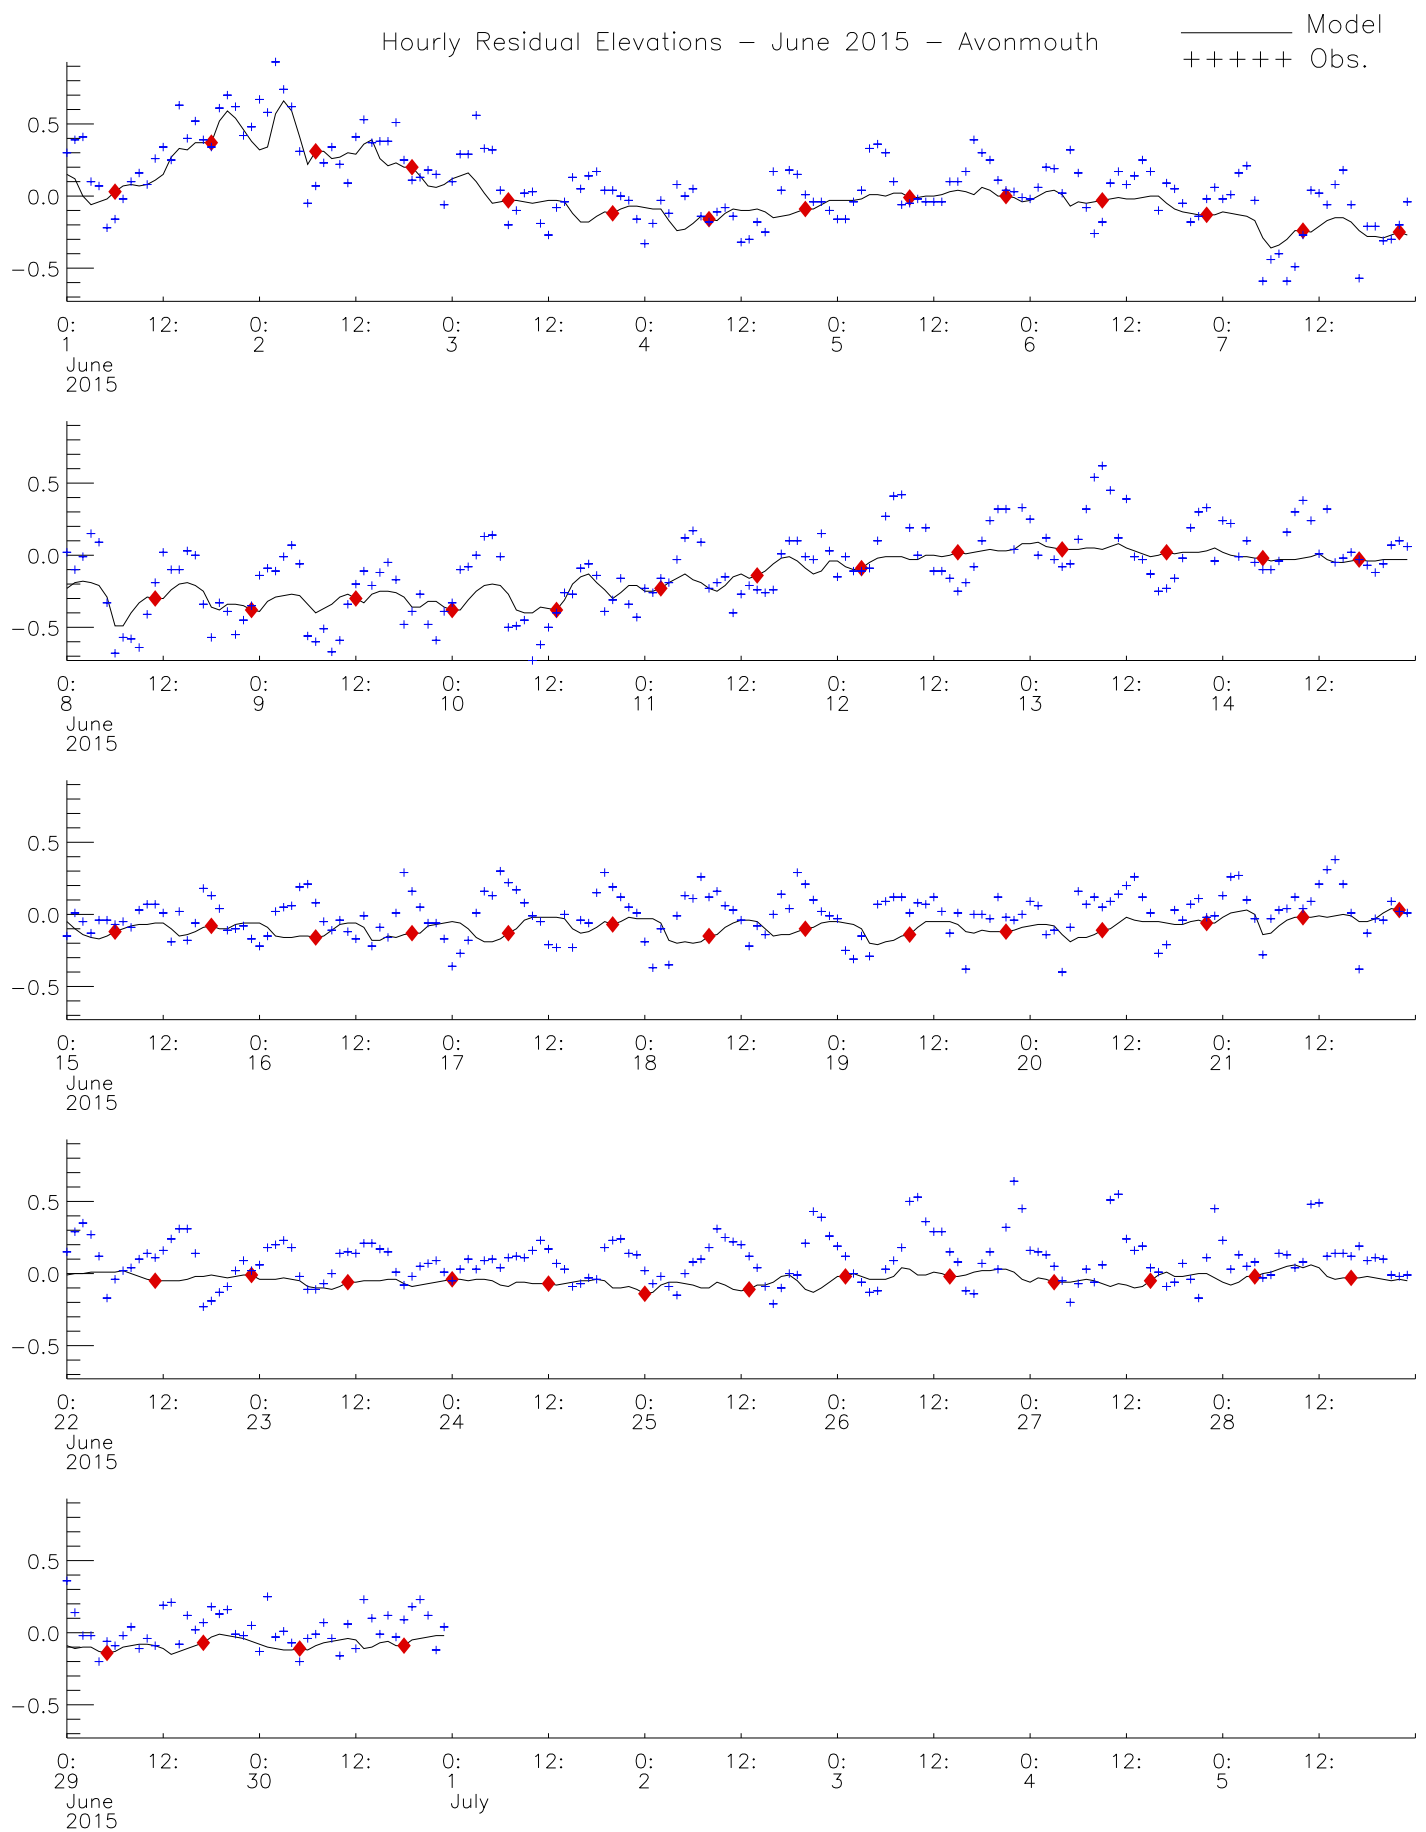 Model
Hourly Residual Elevations – June 2015 – Avonmouth
+++++ Obs.
0.5
0.0
−0.5
0: 12: 0: 12: 0: 12: 0: 12: 0: 12: 0: 12: 0: 12:
1 2 3 4 5 6 7
June
2015
0.5
0.0
−0.5
0: 12: 0: 12: 0: 12: 0: 12: 0: 12: 0: 12: 0: 12:
8 9 10 11 12 13 14
June
2015
0.5
0.0
−0.5
0: 12: 0: 12: 0: 12: 0: 12: 0: 12: 0: 12: 0: 12:
15 16 17 18 19 20 21
June
2015
0.5
0.0
−0.5
0: 12: 0: 12: 0: 12: 0: 12: 0: 12: 0: 12: 0: 12:
22 23 24 25 26 27 28
June
2015
0.5
0.0
−0.5
0: 12: 0: 12: 0: 12: 0: 12: 0: 12: 0: 12: 0: 12:
29 30 1 2 3 4 5
June July
2015